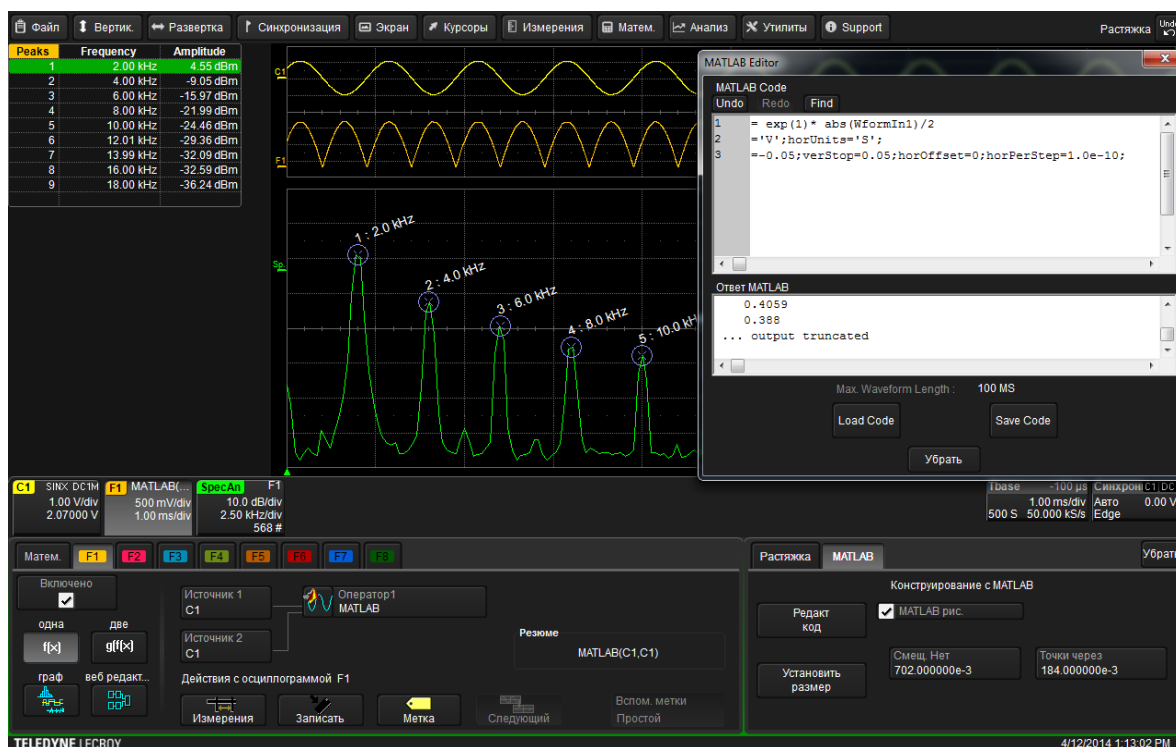 Файл Вертик. Развертка Синхронизация Экран Курсоры Измерения Матем. Анализ Утилиты Support Растяжка Undo
Peaks Frequency Amplitude
1 2.00 kHz 4.55 dBm
2 4.00 kHz -9.05 dBm
3 6.00 kHz -15.97 dBm
4 8.00 kHz -21.99 dBm
5 10.00 kHz -24.46 dBm
6 12.01 kHz -29.36 dBm
7 13.99 kHz -32.09 dBm
8 16.00 kHz -32.59 dBm
9 18.00 kHz -36.24 dBm
C1
F1
Sp.
1 : 2.0 kHz
2 : 4.0 kHz
3 : 6.0 kHz
4 : 8.0 kHz
5 : 10.0 kH
MATLAB Editor
MATLAB Code
Undo Redo Find
1 = exp(1)* abs(WformIn1)/2
2 ='V';horUnits='S';
3 =-0.05;verStop=0.05;horOffset=0;horPerStep=1.0e-10;
Ответ MATLAB
0.4059
0.388
... output truncated
Max. Waveform Length : 100 MS
Load Code Save Code
Убрать
C1 SINX DC1M
1.00 V/div
2.07000 V
F1 MATLAB(...
500 mV/div
1.00 ms/div
SpecAn F1
10.0 dB/div
2.50 kHz/div
568 #
Tbase -100 µs
1.00 ms/div
500 S 50.000 kS/s
Синхрон C1 DC
Авто 0.00 V
Edge
Матем. F1 F2 F3 F4 F5 F6 F7 F8
Включено
одна две
f(x) g(f(x))
граф веб редакт...
Источник 1
C1
Источник 2
C1
Оператор1
MATLAB
Резюме
MATLAB(C1,C1)
Действия с осциллограммой F1
Измерения Записать Метка Следующий
Вспом. метки
Простой
Растяжка MATLAB Убрать
Конструирование с MATLAB
Редакт
код
MATLAB рис.
Установить
размер
Смещ. Нет
702.000000e-3
Точки через
184.000000e-3
TELEDYNE LECROY 4/12/2014 1:13:02 PM